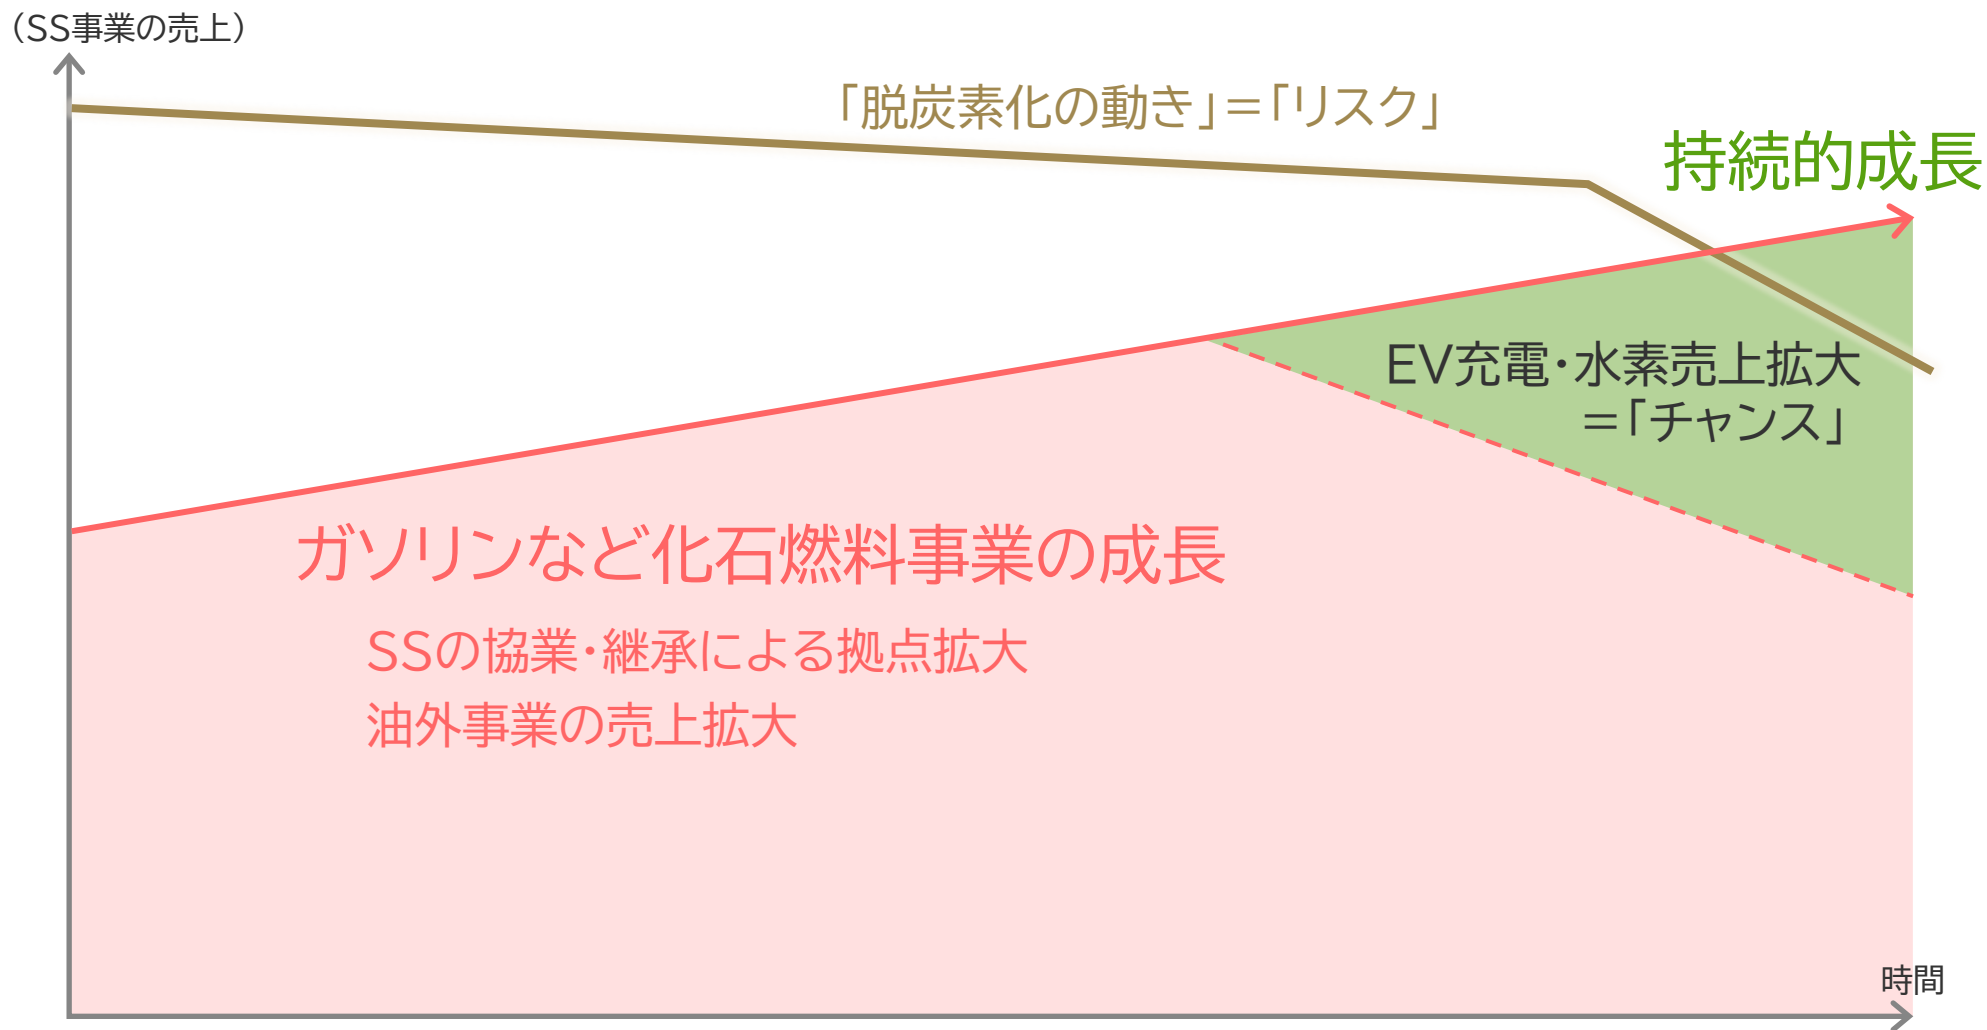 （SS事業の売上）
「脱炭素化の動き」＝「リスク」
持続的成長
EV充電・水素売上拡大
＝「チャンス」
ガソリンなど化石燃料事業の成長
SSの協業・継承による拠点拡大
油外事業の売上拡大
時間